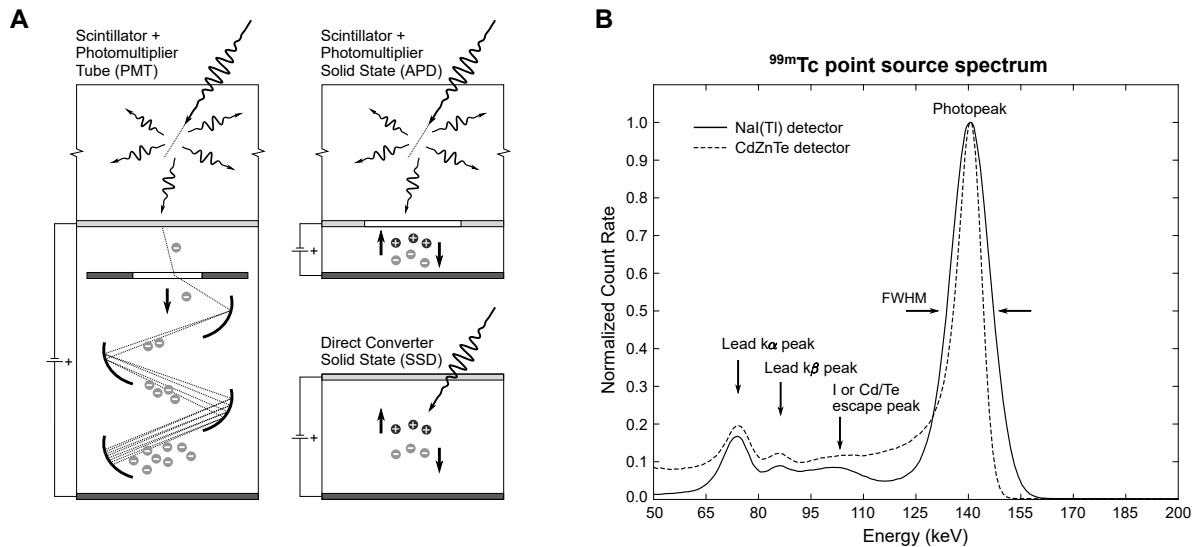 A
Scintillator +
Photomultiplier
Tube (PMT)
Scintillator +
Photomultiplier
Solid State (APD)
+
+
Direct Converter
Solid State (SSD)
+
B
⁹⁹ᵐTc point source spectrum
Photopeak
NaI(Tl) detector
CdZnTe detector
FWHM
Lead kα peak
Lead kβ peak
I or Cd/Te
escape peak
Normalized Count Rate
1.0
0.9
0.8
0.7
0.6
0.5
0.4
0.3
0.2
0.1
0.0
50 65 80 95 110 125 140 155 170 185 200
Energy (keV)